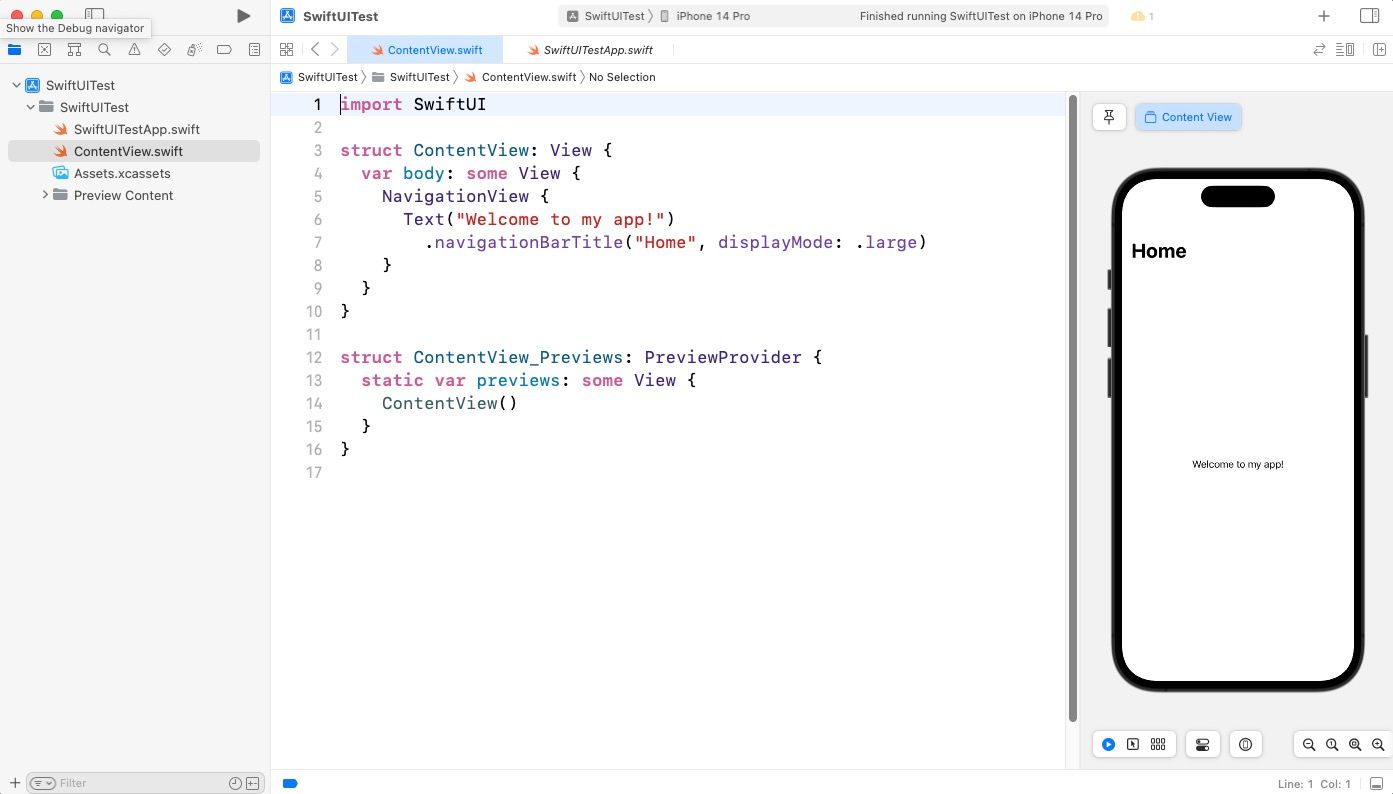 SwiftUITest
SwiftUITest
iPhone 14 Pro
Finished running SwiftUITest on iPhone 14 Pro
1
Show the Debug navigator
ContentView.swift
SwiftUITestApp.swift
SwiftUITest
SwiftUITest
ContentView.swift
No Selection
SwiftUITest
SwiftUITest
SwiftUITestApp.swift
ContentView.swift
Assets.xcassets
Preview Content
1 import SwiftUI
2
3 struct ContentView: View {
4 var body: some View {
5 NavigationView {
6 Text("Welcome to my app!")
7 .navigationBarTitle("Home", displayMode: .large)
8 }
9 }
10 }
11
12 struct ContentView_Previews: PreviewProvider {
13 static var previews: some View {
14 ContentView()
15 }
16 }
17
Content View
Home
Welcome to my app!
Filter
Line: 1 Col: 1